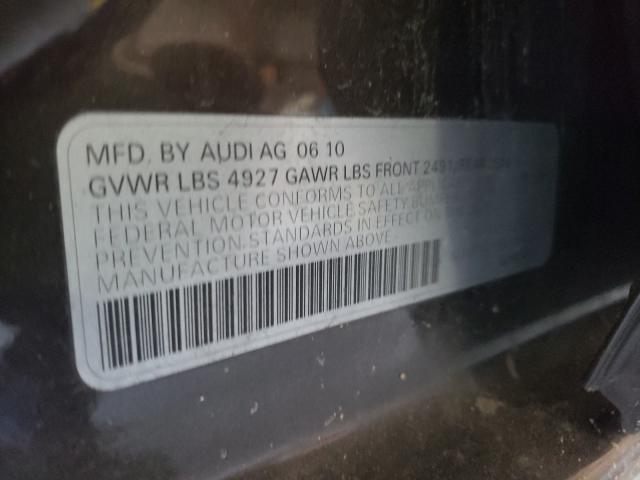 MFD. BY AUDI AG 06 10
GVWR LBS 4927 GAWR LBS FRONT 2491
THIS VEHICLE CONFORMS TO ALL
FEDERAL MOTOR VEHICLE SAFETY,
PREVENTION STANDARDS IN EFFECT ON
MANUFACTURE SHOWN ABOVE